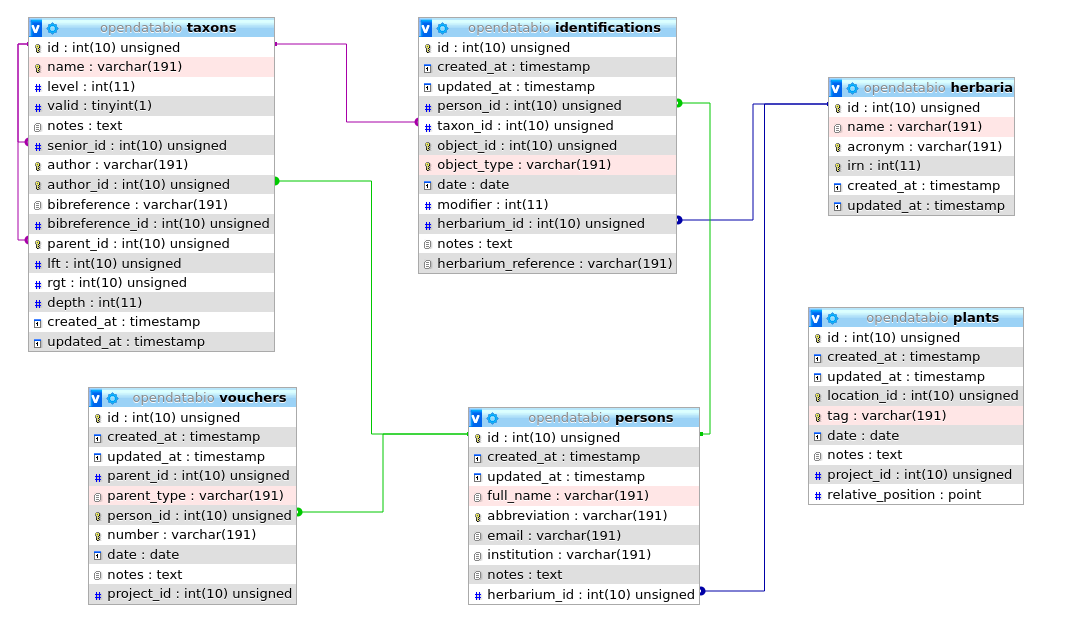 v opendatabio taxons
id : int(10) unsigned
name : varchar(191)
level : int(11)
valid : tinyint(1)
notes : text
senior_id : int(10) unsigned
author : varchar(191)
author_id : int(10) unsigned
bibreference : varchar(191)
bibreference_id : int(10) unsigned
parent_id : int(10) unsigned
lft : int(10) unsigned
rgt : int(10) unsigned
depth : int(11)
created_at : timestamp
updated_at : timestamp
v opendatabio identifications
id : int(10) unsigned
created_at : timestamp
updated_at : timestamp
person_id : int(10) unsigned
taxon_id : int(10) unsigned
object_id : int(10) unsigned
object_type : varchar(191)
date : date
modifier : int(11)
herbarium_id : int(10) unsigned
notes : text
herbarium_reference : varchar(191)
v opendatabio herbaria
id : int(10) unsigned
name : varchar(191)
acronym : varchar(191)
irn : int(11)
created_at : timestamp
updated_at : timestamp
v opendatabio plants
id : int(10) unsigned
created_at : timestamp
updated_at : timestamp
location_id : int(10) unsigned
tag : varchar(191)
date : date
notes : text
project_id : int(10) unsigned
relative_position : point
v opendatabio vouchers
id : int(10) unsigned
created_at : timestamp
updated_at : timestamp
parent_id : int(10) unsigned
parent_type : varchar(191)
person_id : int(10) unsigned
number : varchar(191)
date : date
notes : text
project_id : int(10) unsigned
v opendatabio persons
id : int(10) unsigned
created_at : timestamp
updated_at : timestamp
full_name : varchar(191)
abbreviation : varchar(191)
email : varchar(191)
institution : varchar(191)
notes : text
herbarium_id : int(10) unsigned